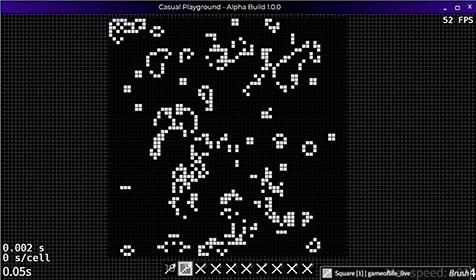 Casual Playground - Alpha Build 1.0.0
52 FPS
0.002 s
0 s/cell
0.05s
Square [1] | gameoflife_live
Brush
speed: